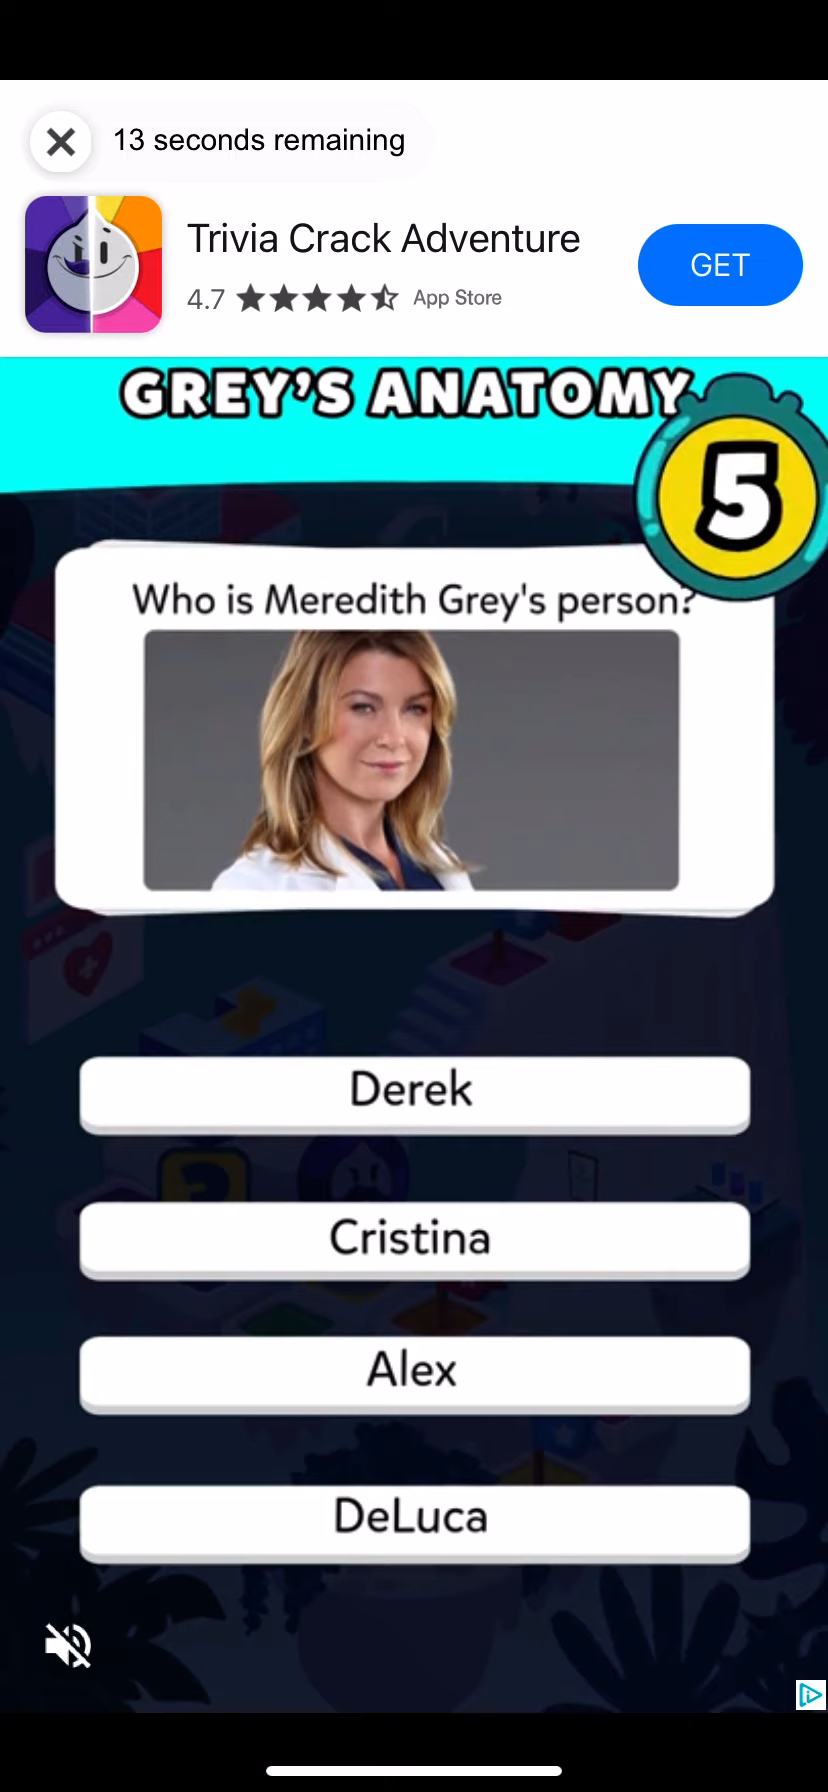 13 seconds remaining
Trivia Crack Adventure
GET
4.7 App Store
GREY'S ANATOMY
5
Who is Meredith Grey's person?
Derek
Cristina
Alex
DeLuca